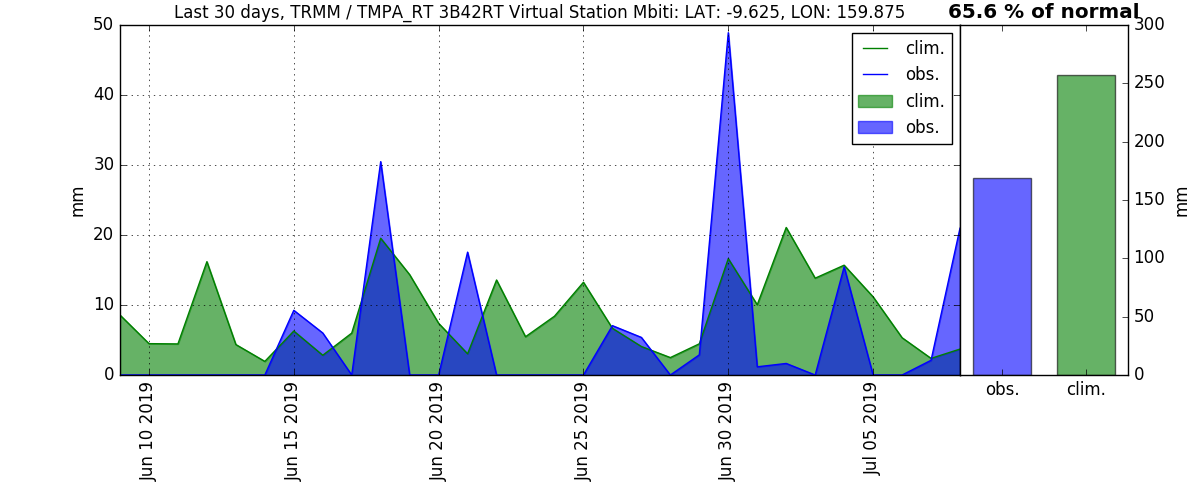 Last 30 days, TRMM / TMPA_RT 3B42RT Virtual Station Mbiti: LAT: -9.625, LON: 159.875
65.6 % of normal
50
40
30
20
10
0
mm
clim.
obs.
clim.
obs.
Jun 10 2019
Jun 15 2019
Jun 20 2019
Jun 25 2019
Jun 30 2019
Jul 05 2019
300
250
200
150
100
50
0
mm
obs.
clim.